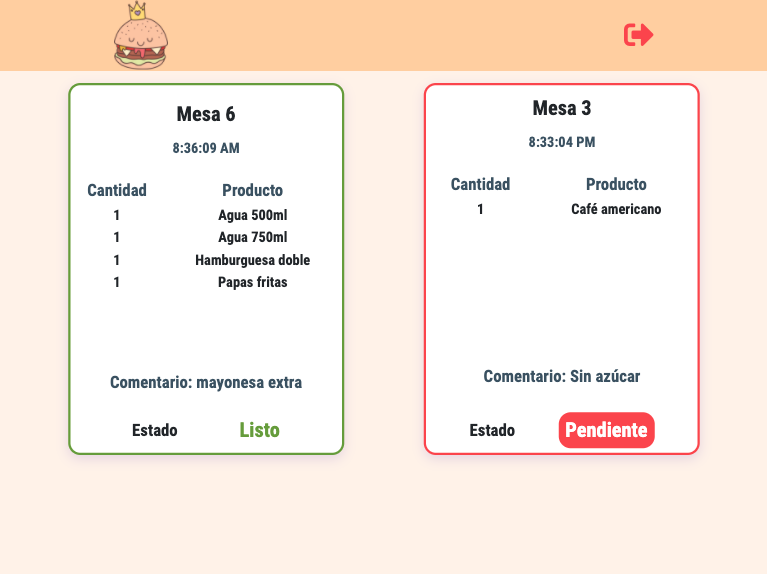 Mesa 6
8:36:09 AM
Cantidad Producto
1 Agua 500ml
1 Agua 750ml
1 Hamburguesa doble
1 Papas fritas
Comentario: mayonesa extra
Estado Listo
Mesa 3
8:33:04 PM
Cantidad Producto
1 Café americano
Comentario: Sin azúcar
Estado Pendiente